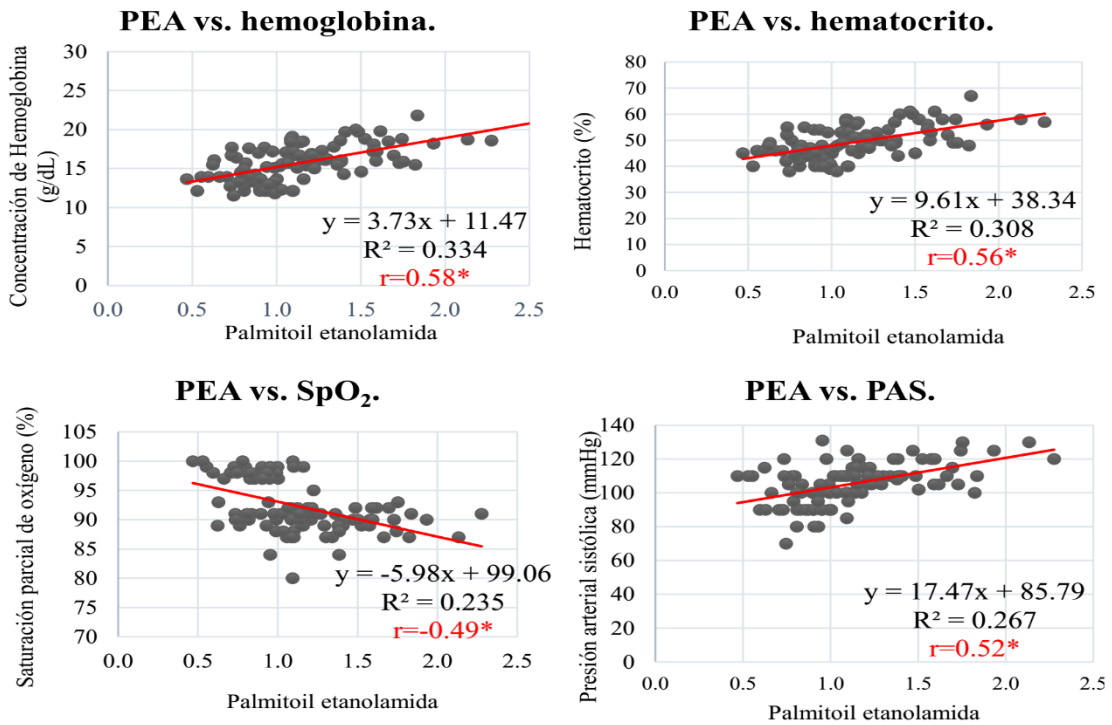 PEA vs. hemoglobina.
Concentración de Hemoglobina
(g/dL)
30
25
20
15
10
5
0
0.0 0.5 1.0 1.5 2.0 2.5
y = 3.73x + 11.47
R² = 0.334
r=0.58*
Palmitoil etanolamida
PEA vs. hematocrito.
Hematocrito (%)
80
70
60
50
40
30
20
10
0
0.0 0.5 1.0 1.5 2.0 2.5
y = 9.61x + 38.34
R² = 0.308
r=0.56*
Palmitoil etanolamida
PEA vs. SpO₂.
Saturación parcial de oxígeno (%)
105
100
95
90
85
80
75
70
0.0 0.5 1.0 1.5 2.0 2.5
y = -5.98x + 99.06
R² = 0.235
r=-0.49*
Palmitoil etanolamida
PEA vs. PAS.
Presión arterial sistólica (mmHg)
140
120
100
80
60
40
20
0
0.0 0.5 1.0 1.5 2.0 2.5
y = 17.47x + 85.79
R² = 0.267
r=0.52*
Palmitoil etanolamida